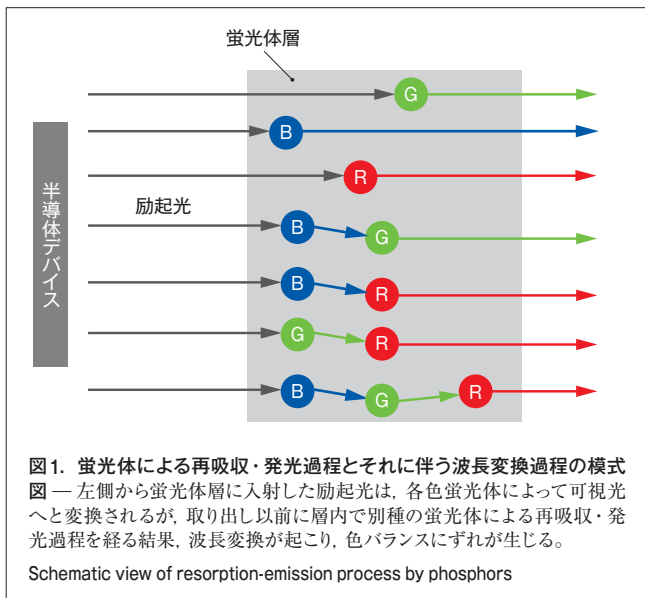 蛍光体層
G
B
R
半導体デバイス
励起光
B
G
B
R
G
R
B
G
R
図1. 蛍光体による再吸収・発光過程とそれに伴う波長変換過程の模式
図 — 左側から蛍光体層に入射した励起光は，各色蛍光体によって可視光
へと変換されるが，取り出し以前に層内で別種の蛍光体による再吸収・発
光過程を経る結果，波長変換が起こり，色バランスにずれが生じる。
Schematic view of resorption-emission process by phosphors